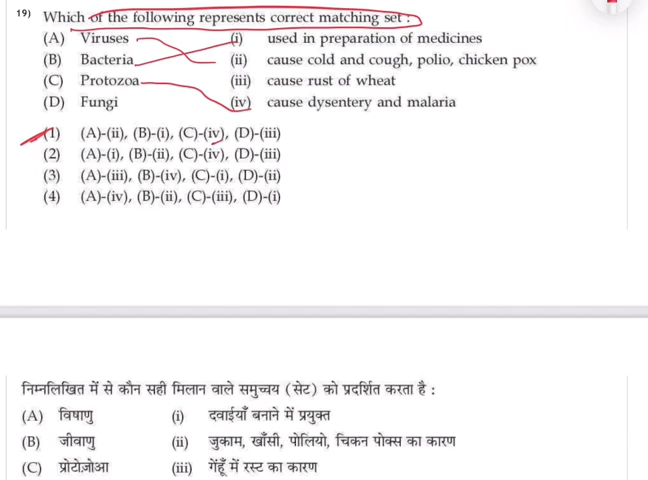 19) Which of the following represents correct matching set :
(A) Viruses (i) used in preparation of medicines
(B) Bacteria (ii) cause cold and cough, polio, chicken pox
(C) Protozoa (iii) cause rust of wheat
(D) Fungi (iv) cause dysentery and malaria
(1) (A)-(ii), (B)-(i), (C)-(iv), (D)-(iii)
(2) (A)-(i), (B)-(ii), (C)-(iv), (D)-(iii)
(3) (A)-(iii), (B)-(iv), (C)-(i), (D)-(ii)
(4) (A)-(iv), (B)-(ii), (C)-(iii), (D)-(i)
निम्नलिखित में से कौन सही मिलान वाले समुच्चय (सेट) को प्रदर्शित करता है :
(A) विषाणु (i) दवाईयाँ बनाने में प्रयुक्त
(B) जीवाणु (ii) जुकाम, खाँसी, पोलियो, चिकन पोक्स का कारण
(C) प्रोटोज़ोआ (iii) गेंहूँ में रस्ट का कारण